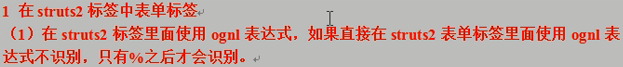 1 在 struts2 标签中表单标签
（1）在 struts2 标签里面使用 ognl 表达式，如果直接在 struts2 表单标签里面使用 ognl 表
达式不识别，只有%之后才会识别。